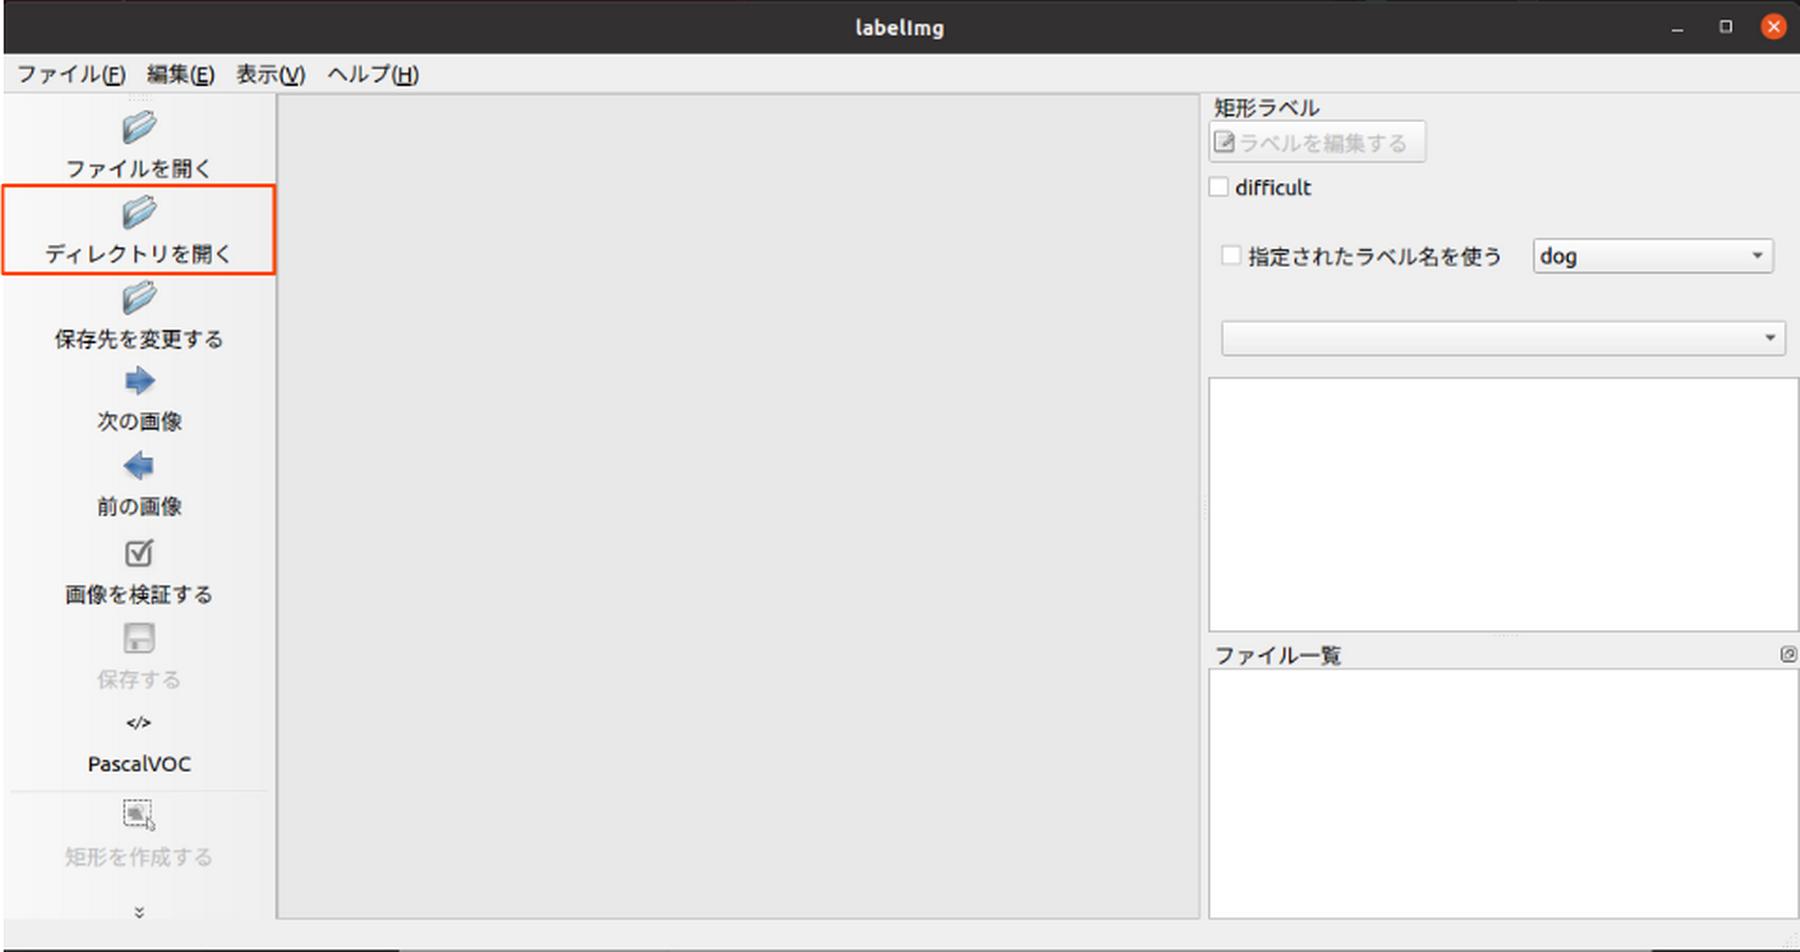 labelImg
ファイル(F) 編集(E) 表示(V) ヘルプ(H)
ファイルを開く
ディレクトリを開く
保存先を変更する
次の画像
前の画像
画像を検証する
保存する
</>
PascalVOC
矩形を作成する
矩形ラベル
ラベルを編集する
difficult
指定されたラベル名を使う
dog
ファイル一覧